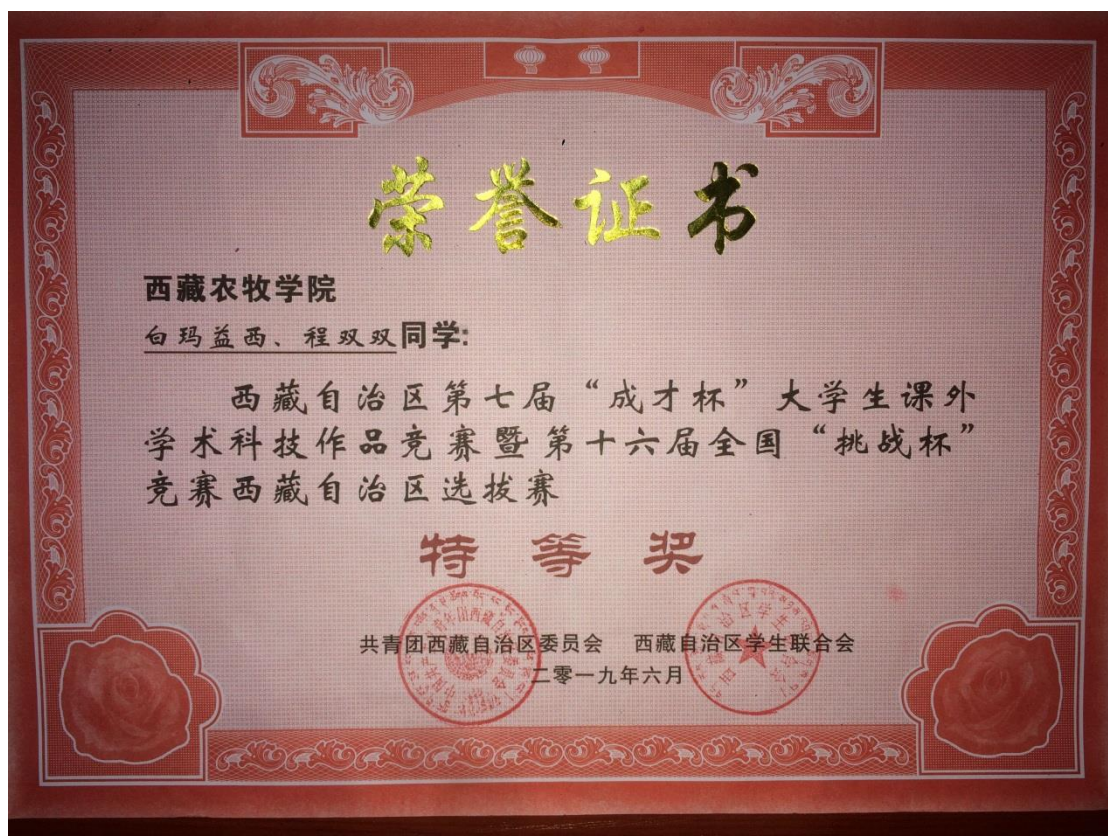 荣誉证书
西藏农牧学院
白玛益西、程双双同学:
西藏自治区第七届“成才杯”大学生课外
学术科技作品竞赛暨第十六届全国“挑战杯”
竞赛西藏自治区选拔赛
特等奖
共青团西藏自治区委员会 西藏自治区学生联合会
二零一九年六月